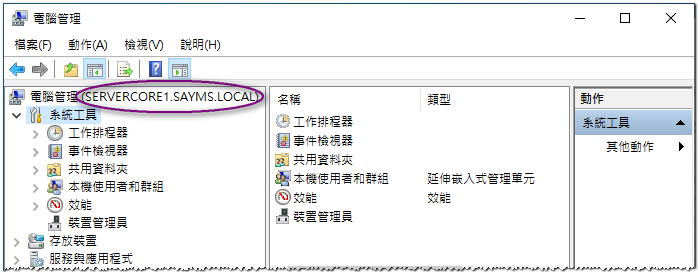 電腦管理
檔案(F) 動作(A) 檢視(V) 說明(H)
電腦管理 (SERVERCORE1.SAYMS.LOCAL)
系統工具
工作排程器
事件檢視器
共用資料夾
本機使用者和群組
效能
裝置管理員
存放裝置
服務與應用程式
名稱 類型
工作排程器
事件檢視器
共用資料夾
本機使用者和群組 延伸嵌入式管理單元
效能 效能
裝置管理員
動作
系統工具
其他動作